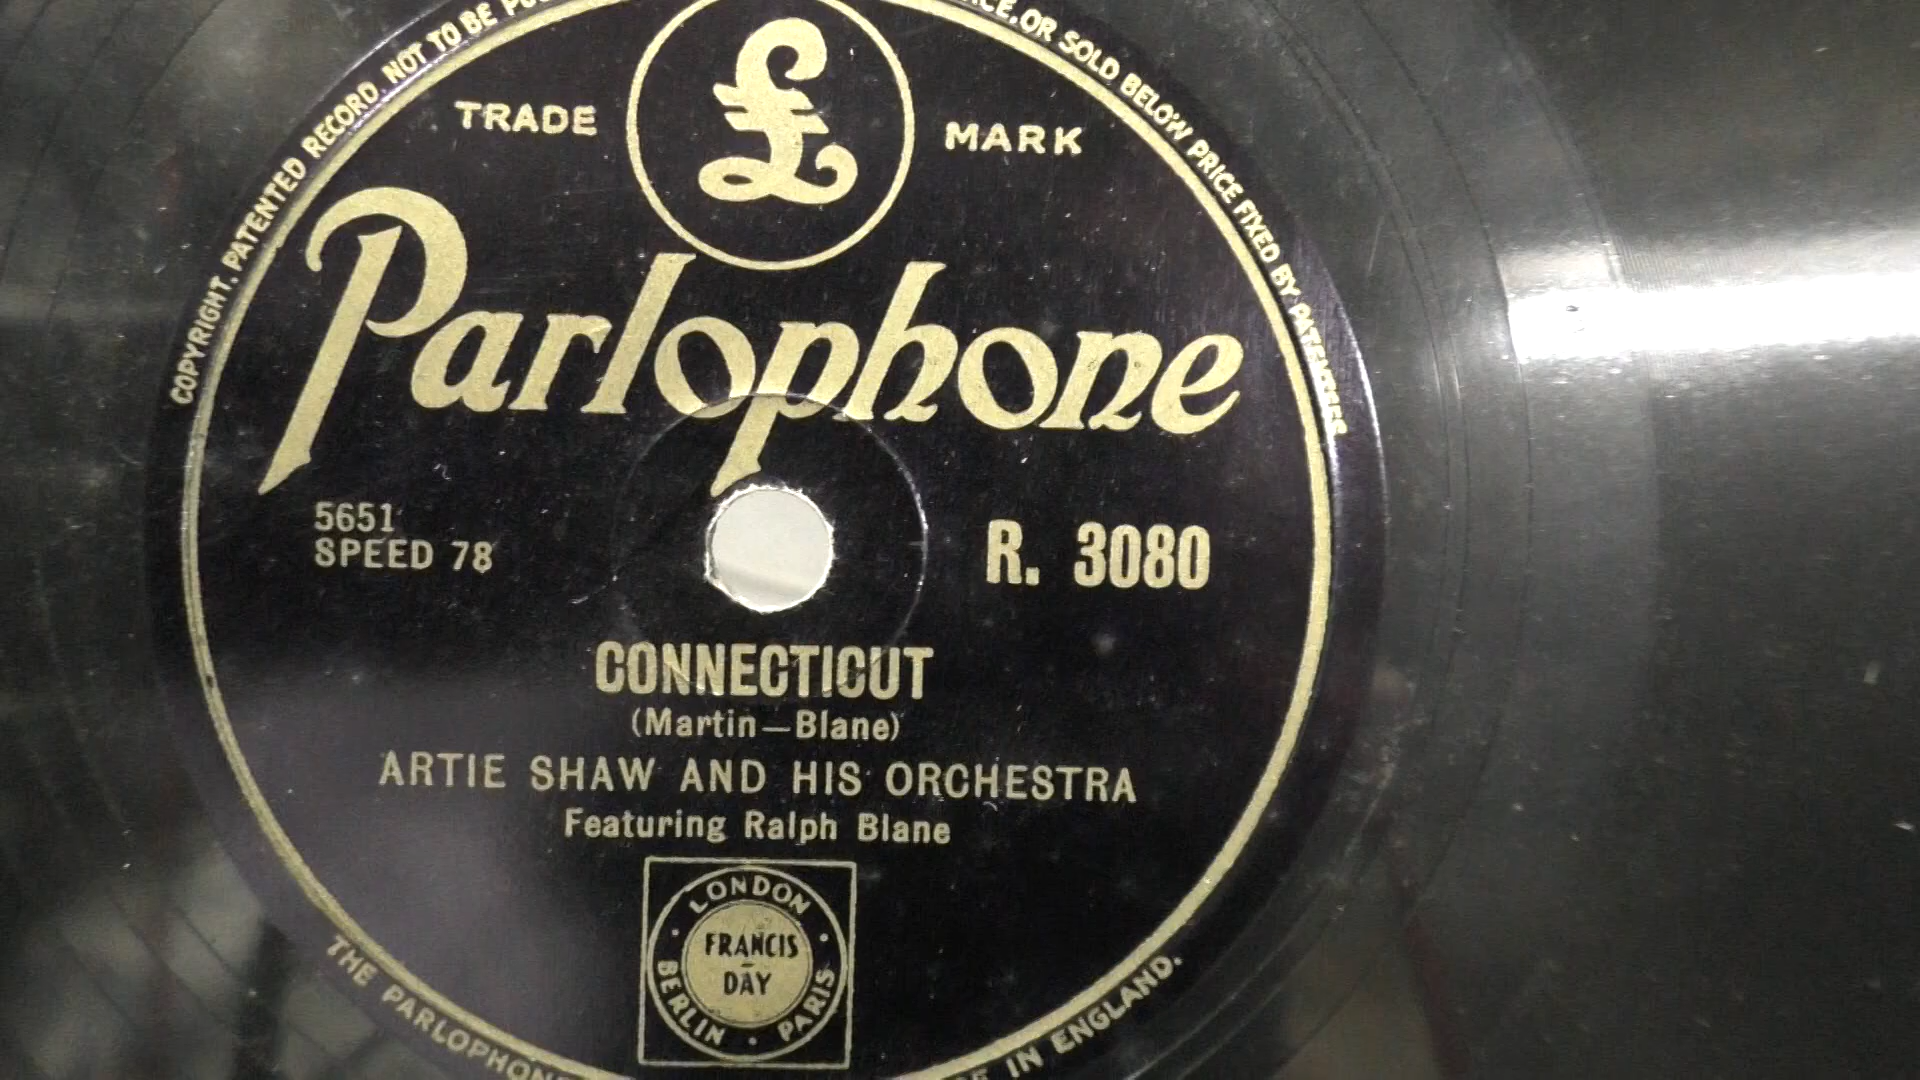 COPYRIGHT. PATENTED RECORD. NOT TO BE
OR SOLD BELOW PRICE FIXED BY PATENTEES
TRADE £ MARK
Parlophone
5651
SPEED 78
R. 3080
CONNECTICUT
(Martin—Blane)
ARTIE SHAW AND HIS ORCHESTRA
Featuring Ralph Blane
LONDON
FRANCIS
-
DAY
BERLIN · PARIS
THE
IN ENGLAND.